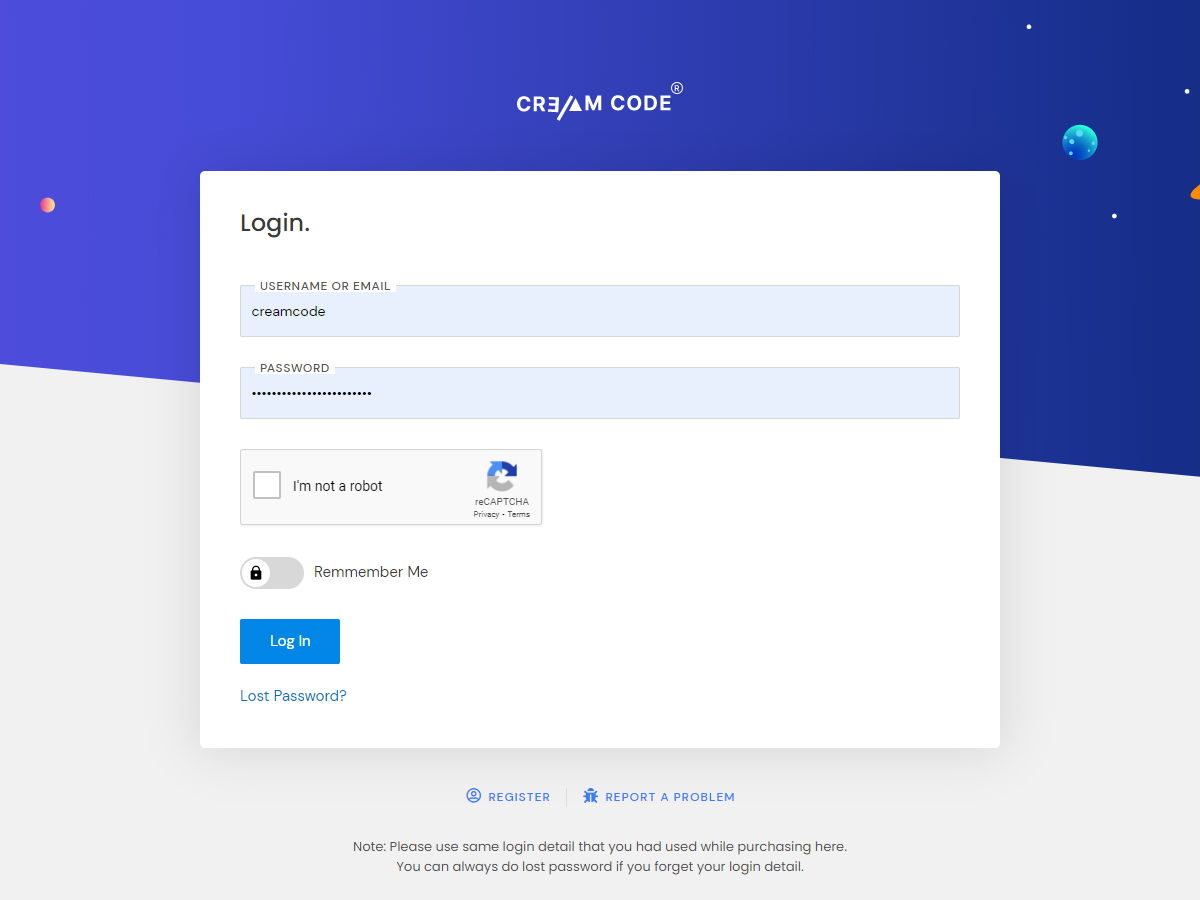 CREAM CODE®
Login.
USERNAME OR EMAIL
creamcode
PASSWORD
••••••••••••••••••••••••
I'm not a robot
reCAPTCHA
Privacy - Terms
Remmember Me
Log In
Lost Password?
REGISTER
REPORT A PROBLEM
Note: Please use same login detail that you had used while purchasing here.
You can always do lost password if you forget your login detail.